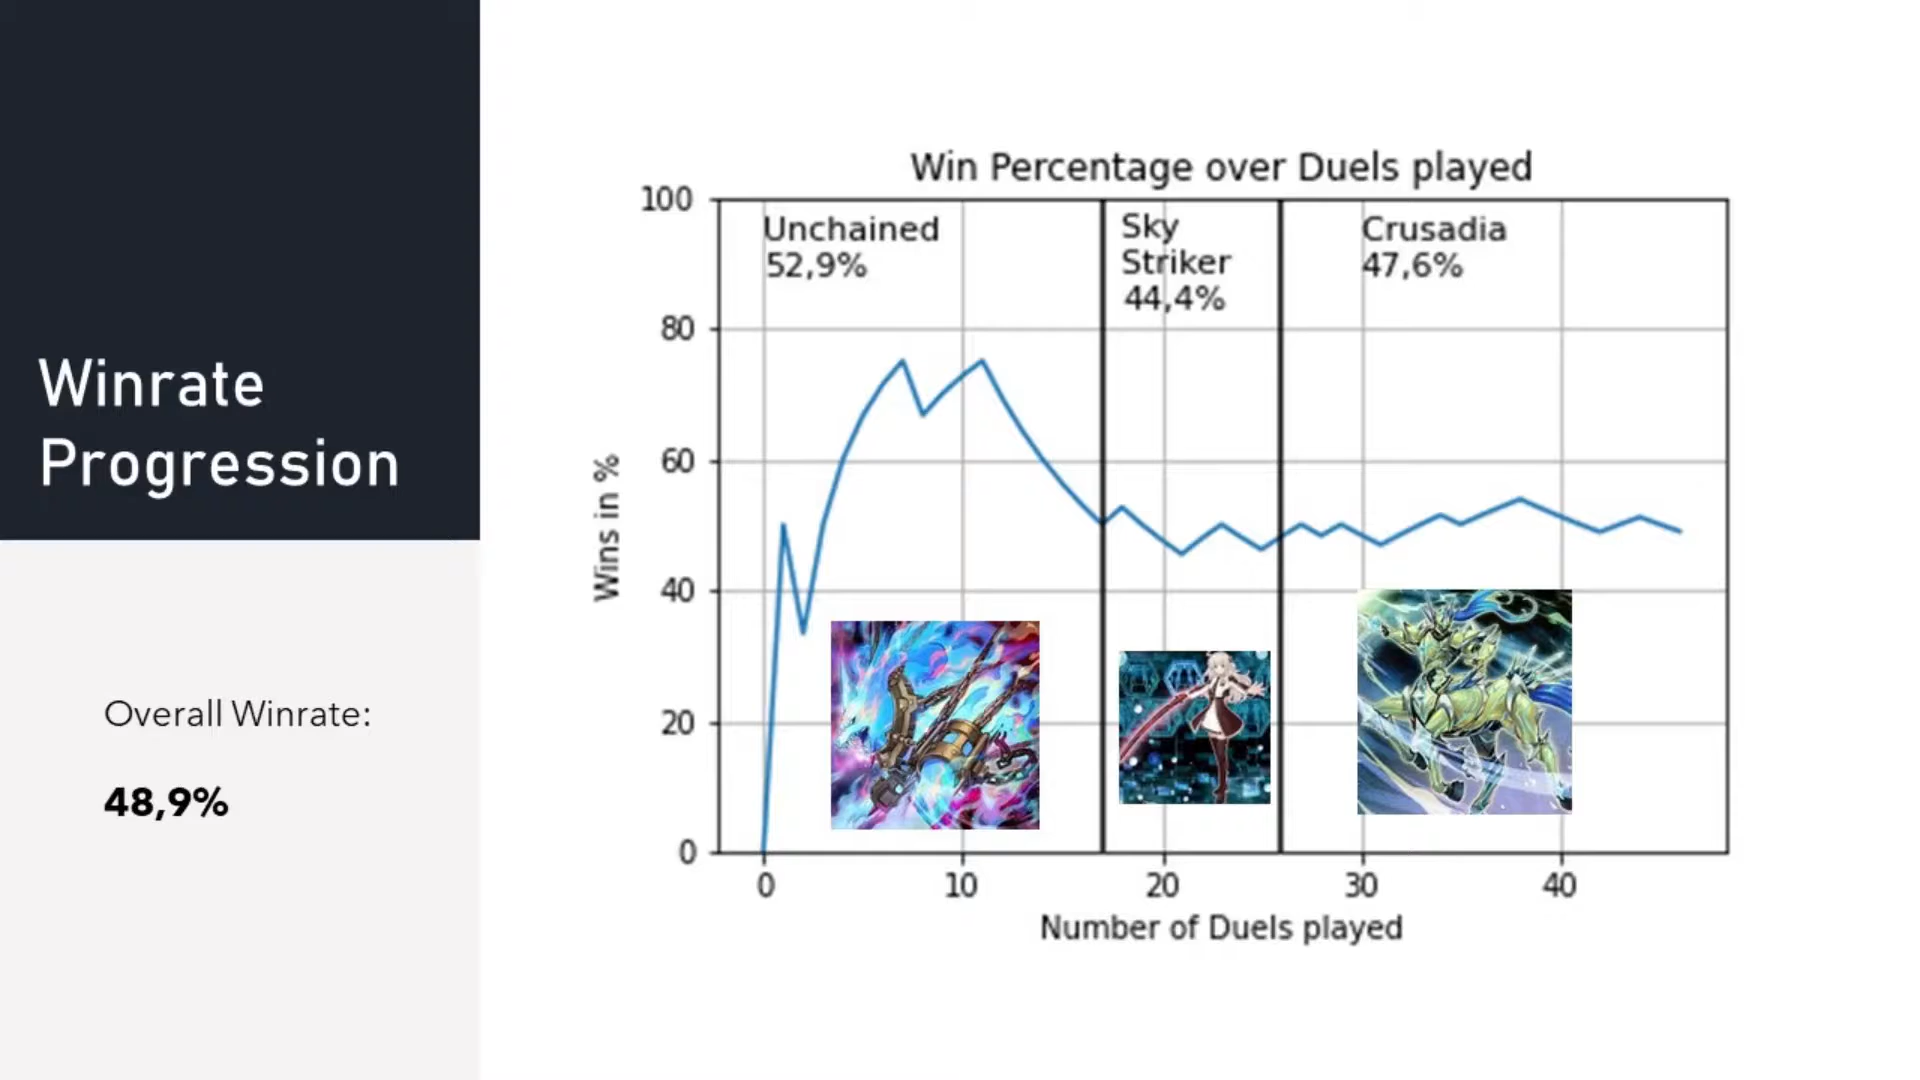 Winrate
Progression
Overall Winrate:
48,9%
Win Percentage over Duels played
Unchained
52,9%
Sky
Striker
44,4%
Crusadia
47,6%
Wins in %
100
80
60
40
20
0
0 10 20 30 40
Number of Duels played